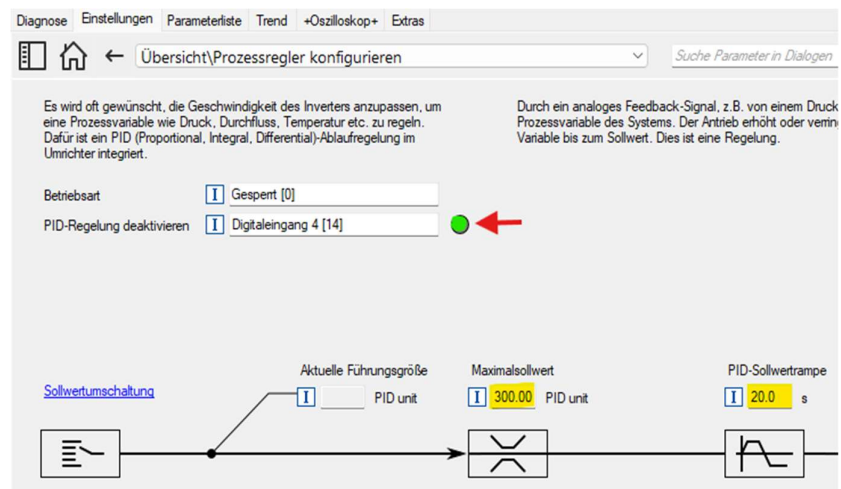 Diagnose Einstellungen Parameterliste Trend +Oszilloskop+ Extras
Übersicht\Prozessregler konfigurieren
Suche Parameter in Dialogen
Es wird oft gewünscht, die Geschwindigkeit des Inverters anzupassen, um
eine Prozessvariable wie Druck, Durchfluss, Temperatur etc. zu regeln.
Dafür ist ein PID (Proportional, Integral, Differential)-Ablaufregelung im
Umrichter integriert.
Durch ein analoges Feedback-Signal, z.B. von einem Druck
Prozessvariable des Systems. Der Antrieb erhöht oder verrin
Variable bis zum Sollwert. Dies ist eine Regelung.
Betriebsart I Gesperrt [0]
PID-Regelung deaktivieren I Digitaleingang 4 [14]
Aktuelle Führungsgröße Maximalsollwert PID-Sollwertrampe
Sollwertumschaltung I PID unit I 300.00 PID unit I 20.0 s